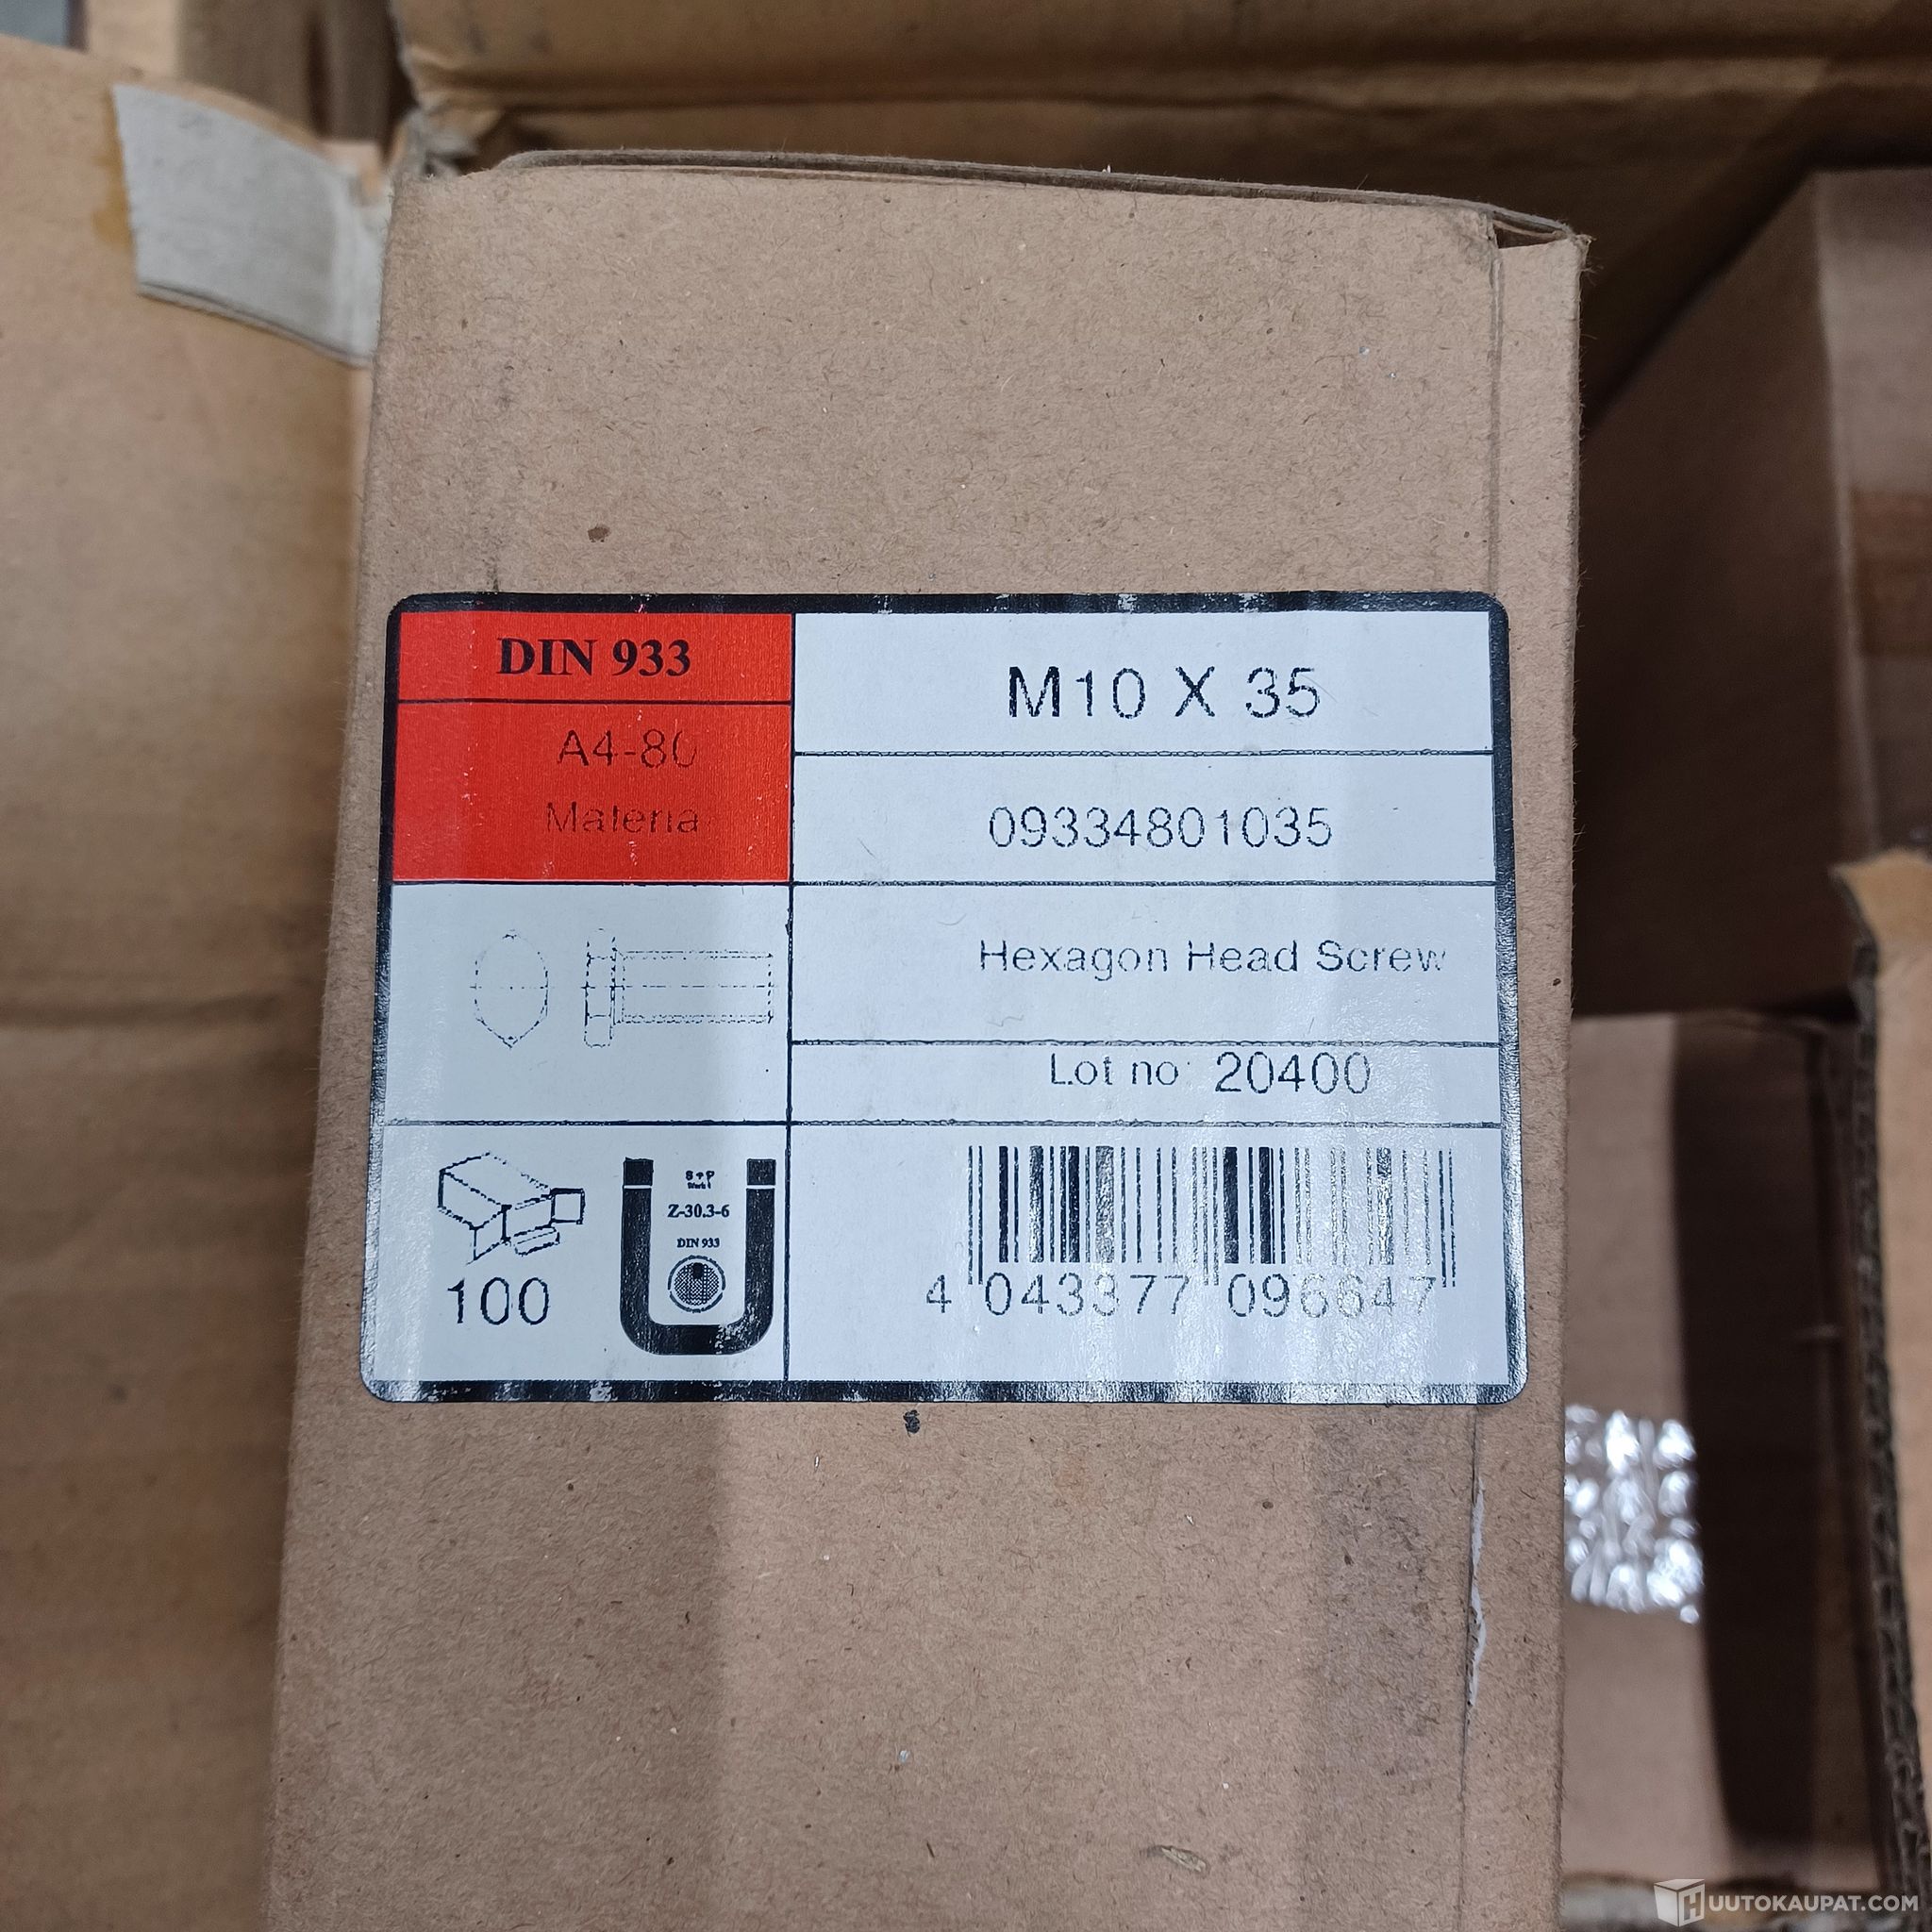 DIN 933
M10 X 35
A4-80
Material
09334801035
Hexagon Head Screw
Lot no: 20400
Z-30.3-6
DIN 933
100
4 043377 096647
HUUTOKAUPAT.COM